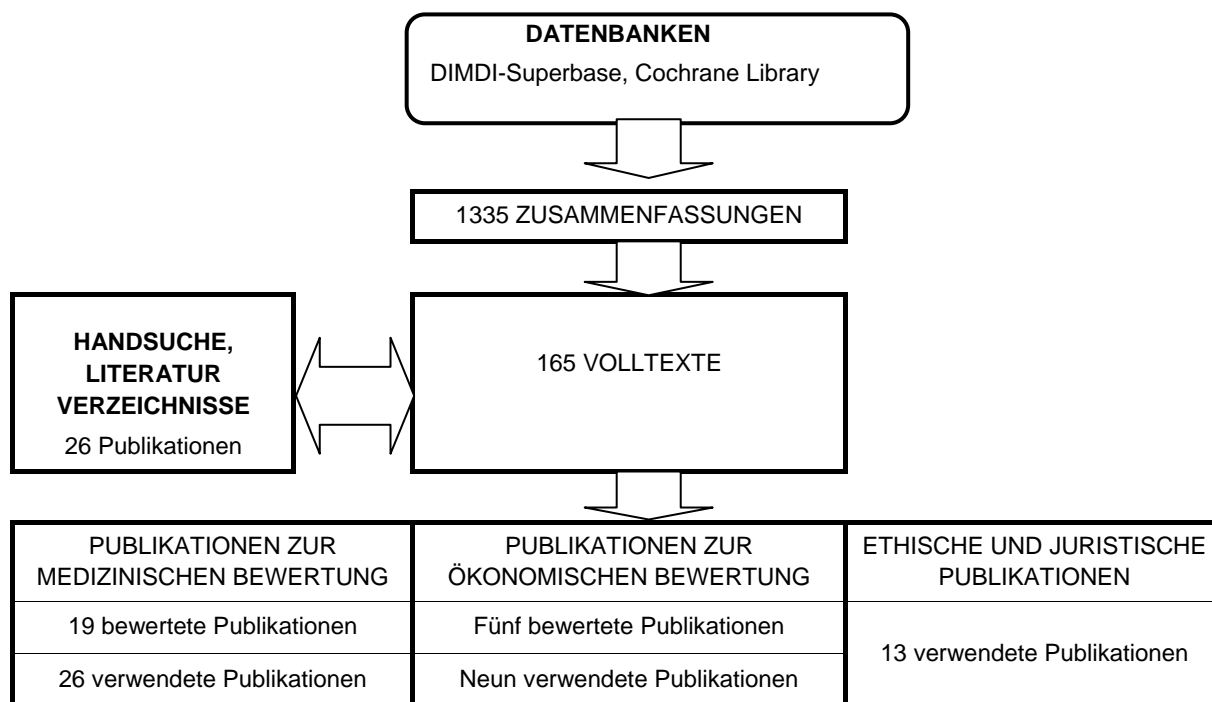 DATENBANKEN
DIMDI-Superbase, Cochrane Library
1335 ZUSAMMENFASSUNGEN
HANDSUCHE,
LITERATUR
VERZEICHNISSE
26 Publikationen
165 VOLLTEXTE
PUBLIKATIONEN ZUR
MEDIZINISCHEN BEWERTUNG
19 bewertete Publikationen
26 verwendete Publikationen
PUBLIKATIONEN ZUR
ÖKONOMISCHEN BEWERTUNG
Fünf bewertete Publikationen
Neun verwendete Publikationen
ETHISCHE UND JURISTISCHE
PUBLIKATIONEN
13 verwendete Publikationen